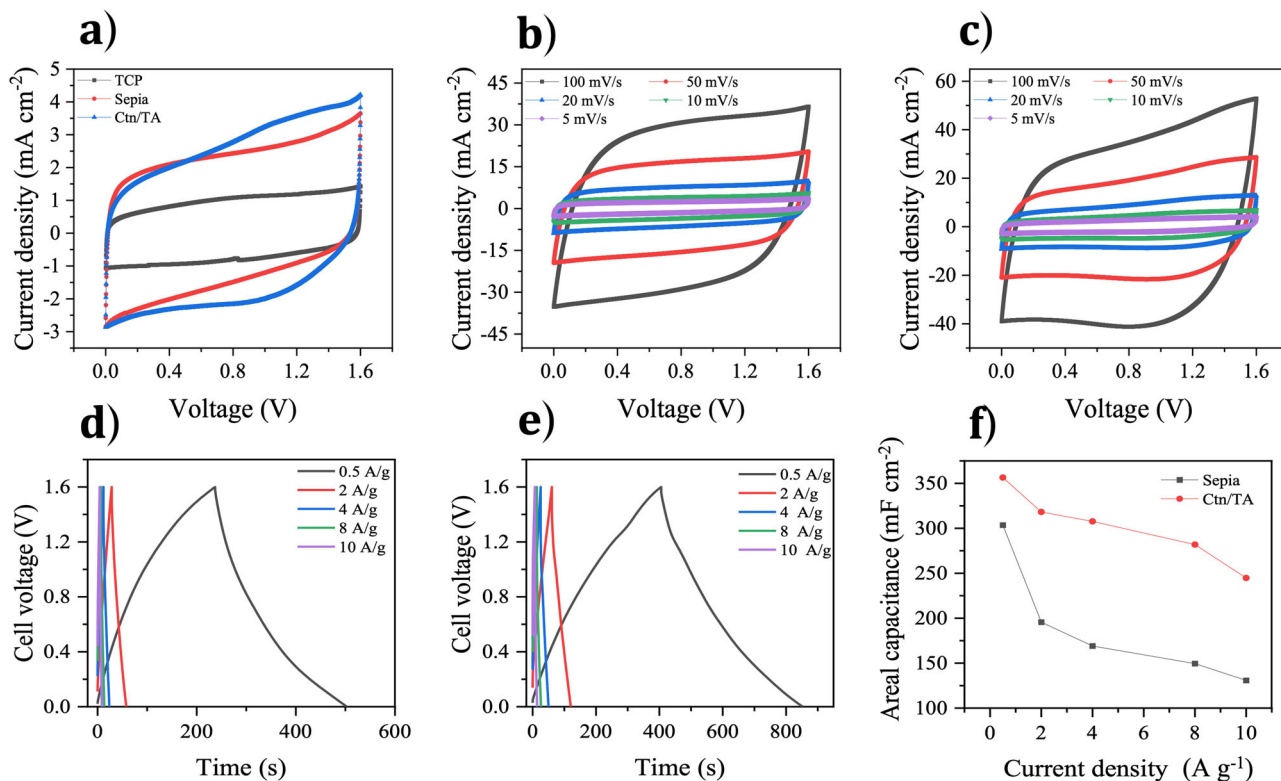 a)
5
4
3
2
1
0
-1
-2
-3
TCP
Sepia
Ctn/TA
Current density (mA cm-2)
0.0 0.4 0.8 1.2 1.6
Voltage (V)
b)
30
15
0
-15
-30
-45
100 mV/s 50 mV/s
20 mV/s 10 mV/s
5 mV/s
Current density (mA cm-2)
0.0 0.4 0.8 1.2 1.6
Voltage (V)
c)
60
40
20
0
-20
-40
100 mV/s 50 mV/s
20 mV/s 10 mV/s
5 mV/s
Current density (mA cm-2)
0.0 0.4 0.8 1.2 1.6
Voltage (V)
d)
1.6
1.2
0.8
0.4
0.0
0.5 A/g
2 A/g
4 A/g
8 A/g
10 A/g
Cell voltage (V)
0 200 400 600
Time (s)
e)
1.6
1.2
0.8
0.4
0.0
0.5 A/g
2 A/g
4 A/g
8 A/g
10 A/g
Cell voltage (V)
0 200 400 600 800
Time (s)
f)
350
300
250
200
150
100
Sepia
Ctn/TA
Areal capacitance (mF cm-2)
0 2 4 6 8 10
Current density (A g-1)